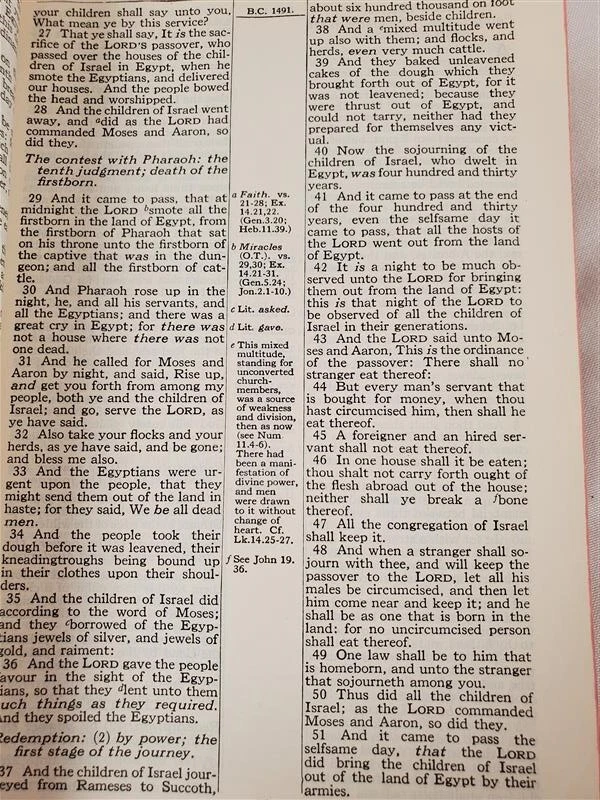 your children shall say unto you,
What mean ye by this service?
27 That ye shall say, It is the sac-
rifice of the LORD'S passover, who
passed over the houses of the chil-
dren of Israel in Egypt, when he
smote the Egyptians, and delivered
our houses. And the people bowed
the head and worshipped.
28 And the children of Israel went
away, and adid as the LORD had
commanded Moses and Aaron, so
did they.
The contest with Pharaoh: the
tenth judgment; death of the
firstborn.
29 And it came to pass, that at
midnight the LORD bsmote all the
firstborn in the land of Egypt, from
the firstborn of Pharaoh that sat
on his throne unto the firstborn of
the captive that was in the dun-
geon; and all the firstborn of cat-
tle.
30 And Pharaoh rose up in the
night, he, and all his servants, and
all the Egyptians; and there was a
great cry in Egypt; for there was
not a house where there was not
one dead.
31 And he called for Moses and
Aaron by night, and said, Rise up,
and get you forth from among my
people, both ye and the children of
Israel; and go, serve the LORD, as
ye have said.
32 Also take your flocks and your
herds, as ye have said, and be gone;
and bless me also.
33 And the Egyptians were ur-
gent upon the people, that they
might send them out of the land in
haste; for they said, We be all dead
men.
34 And the people took their
dough before it was leavened, their
kneadingtroughs being bound up
in their clothes upon their shoul-
ders.
35 And the children of Israel did
according to the word of Moses;
and they cborrowed of the Egyp-
tians jewels of silver, and jewels of
gold, and raiment:
36 And the LORD gave the people
avour in the sight of the Egyp-
ians, so that they dlent unto them
uch things as they required.
And they spoiled the Egyptians.
Redemption: (2) by power; the
first stage of the journey.
37 And the children of Israel jour-
eyed from Rameses to Succoth,
B.C. 1491.
a Faith. vs.
21-28; Ex.
14.21,22.
(Gen.3.20;
Heb.11.39.)
b Miracles
(O.T.). vs.
29,30; Ex.
14.21-31.
(Gen.5.24;
Jon.2.1-10.)
c Lit. asked.
d Lit. gave.
e This mixed
multitude,
standing for
unconverted
church-
members,
was a source
of weakness
and division,
then as now
(see Num
11.4-6).
There had
been a mani-
festation of
divine power,
and men
were drawn
to it without
change of
heart. Cf.
Lk.14.25-27.
f See John 19.
36.
about six hundred thousand on foot
that were men, beside children.
38 And a emixed multitude went
up also with them; and flocks, and
herds, even very much cattle.
39 And they baked unleavened
cakes of the dough which they
brought forth out of Egypt, for it
was not leavened; because they
were thrust out of Egypt, and
could not tarry, neither had they
prepared for themselves any vict-
ual.
40 Now the sojourning of the
children of Israel, who dwelt in
Egypt, was four hundred and thirty
years.
41 And it came to pass at the end
of the four hundred and thirty
years, even the selfsame day it
came to pass, that all the hosts of
the LORD went out from the land
of Egypt.
42 It is a night to be much ob-
served unto the LORD for bringing
them out from the land of Egypt:
this is that night of the LORD to
be observed of all the children of
Israel in their generations.
43 And the LORD said unto Mo-
ses and Aaron, This is the ordinance
of the passover: There shall no
stranger eat thereof:
44 But every man's servant that
is bought for money, when thou
hast circumcised him, then shall he
eat thereof.
45 A foreigner and an hired ser-
vant shall not eat thereof.
46 In one house shall it be eaten;
thou shalt not carry forth ought of
the flesh abroad out of the house;
neither shall ye break a fbone
thereof.
47 All the congregation of Israel
shall keep it.
48 And when a stranger shall so-
journ with thee, and will keep the
passover to the LORD, let all his
males be circumcised, and then let
him come near and keep it; and he
shall be as one that is born in the
land: for no uncircumcised person
shall eat thereof.
49 One law shall be to him that
is homeborn, and unto the stranger
that sojourneth among you.
50 Thus did all the children of
Israel; as the LORD commanded
Moses and Aaron, so did they.
51 And it came to pass the
selfsame day, that the LORD
did bring the children of Israel
out of the land of Egypt by their
armies.